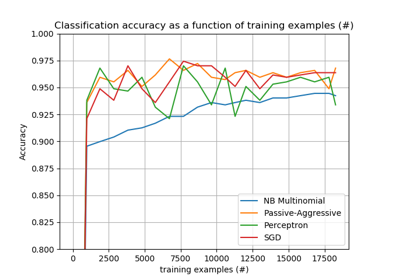 Classification accuracy as a function of training examples (#)
1.000
0.975
0.950
0.925
0.900
0.875
0.850
0.825
0.800
Accuracy
NB Multinomial
Passive-Aggressive
Perceptron
SGD
0 2500 5000 7500 10000 12500 15000 17500
training examples (#)